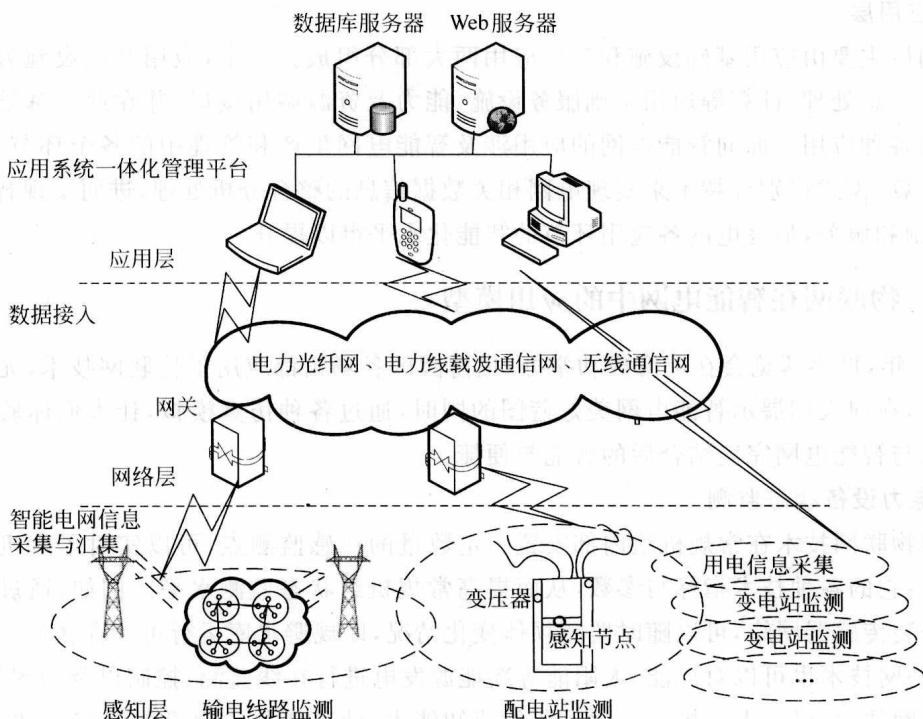 数据库服务器 Web服务器
应用系统一体化管理平台
应用层
数据接入
电力光纤网、电力线载波通信网、无线通信网
网关
网络层
智能电网信息
采集与汇集
用电信息采集
变压器
变电站监测
感知节点
变电站监测
感知层 输电线路监测 配电站监测